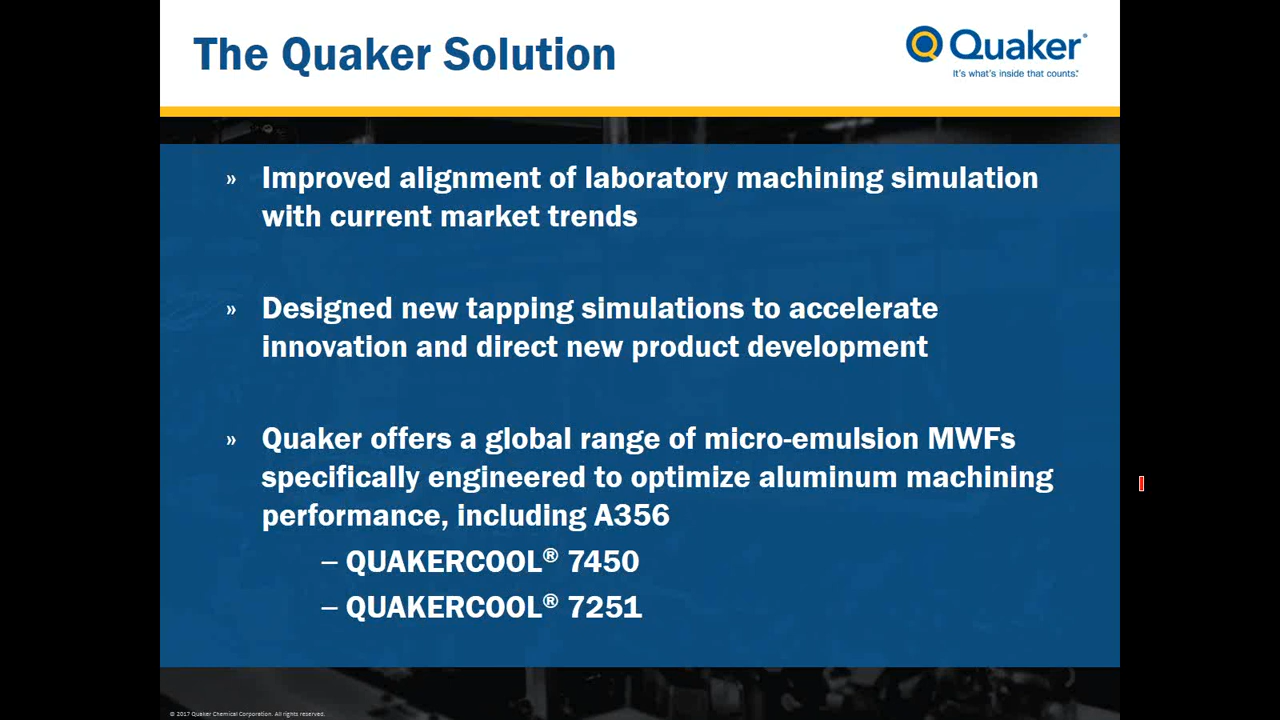 The Quaker Solution
Quaker®
It's what's inside that counts.™
» Improved alignment of laboratory machining simulation
with current market trends
» Designed new tapping simulations to accelerate
innovation and direct new product development
» Quaker offers a global range of micro-emulsion MWFs
specifically engineered to optimize aluminum machining
performance, including A356
– QUAKERCOOL® 7450
– QUAKERCOOL® 7251
© 2017 Quaker Chemical Corporation. All rights reserved.